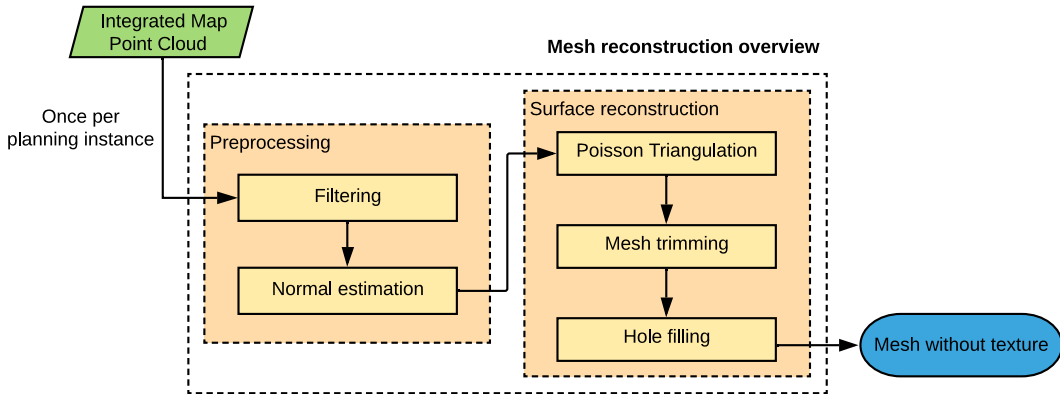 Integrated Map
Point Cloud
Mesh reconstruction overview
Once per
planning instance
Preprocessing
Filtering
Normal estimation
Surface reconstruction
Poisson Triangulation
Mesh trimming
Hole filling
Mesh without texture